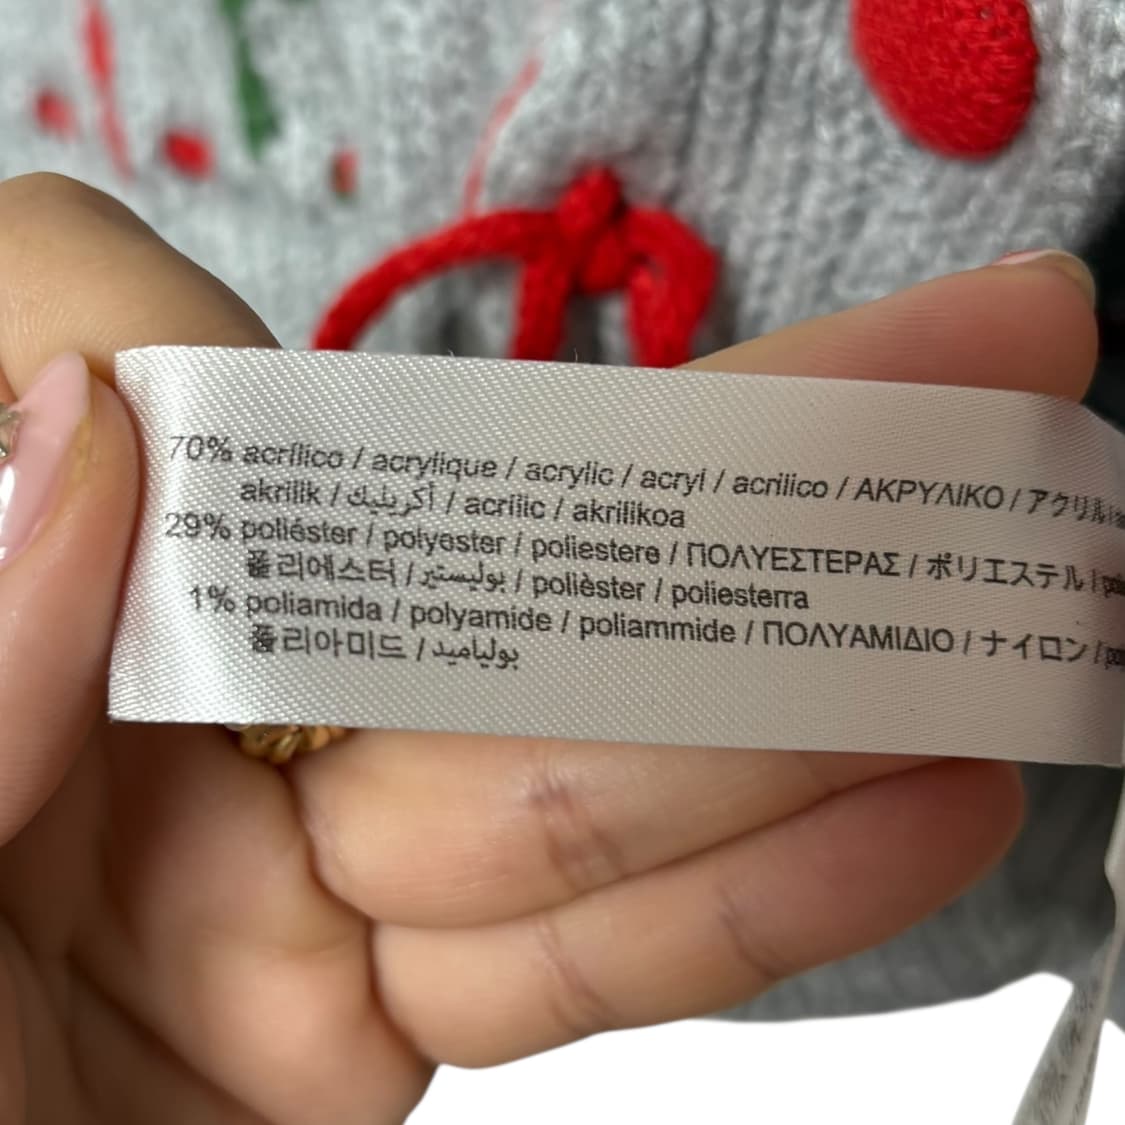 70% acrílico / acrylique / acrylic / acryl / acrilico / ΑΚΡΥΛΙΚΟ / アクリル /
akrilik / أكريليك / acrílic / akrilikoa
29% poliéster / polyester / poliestere / ΠΟΛΥΕΣΤΕΡΑΣ / ポリエステル /
폴리에스터 / بوليستير / polièster / poliesterra
1% poliamida / polyamide / poliammide / ΠΟΛΥΑΜΙΔΙΟ / ナイロン /
폴리아미드 / بولياميد